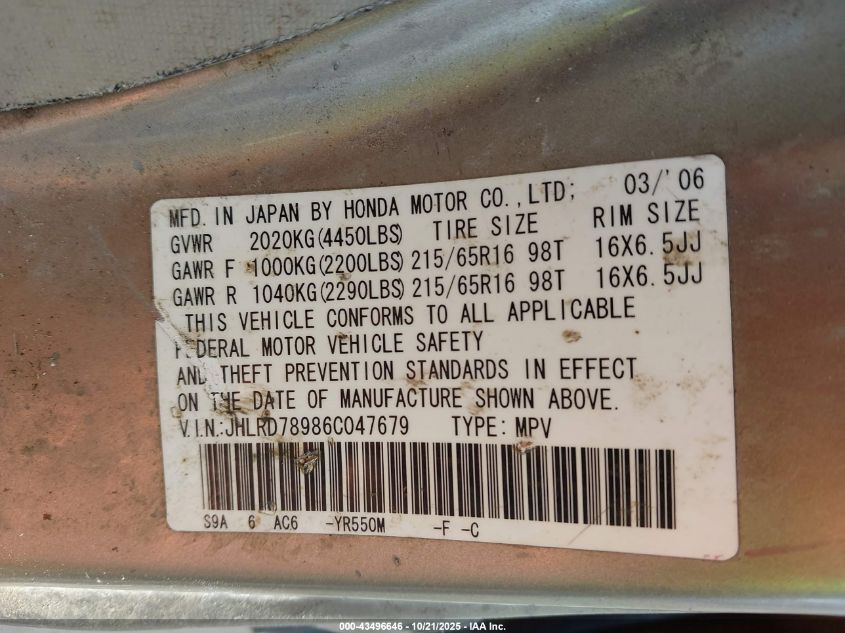 MFD. IN JAPAN BY HONDA MOTOR CO., LTD; 03/'06
GVWR 2020KG(4450LBS) TIRE SIZE RIM SIZE
GAWR F 1000KG(2200LBS) 215/65R16 98T 16X6.5JJ
GAWR R 1040KG(2290LBS) 215/65R16 98T 16X6.5JJ
THIS VEHICLE CONFORMS TO ALL APPLICABLE
FEDERAL MOTOR VEHICLE SAFETY
AND THEFT PREVENTION STANDARDS IN EFFECT
ON THE DATE OF MANUFACTURE SHOWN ABOVE.
V.I.N.:JHLRD78986C047679 TYPE: MPV
S9A 6 AC6 -YR550M -F -C
000-43496646 - 10/21/2025 - IAA Inc.